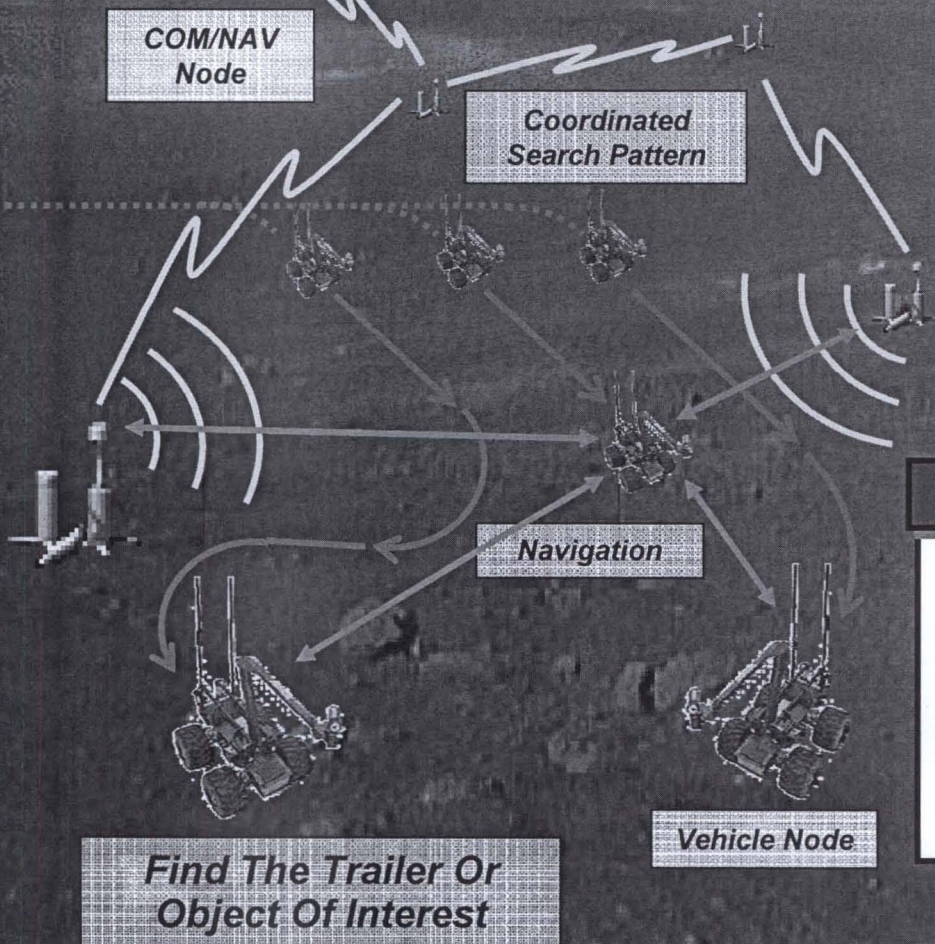 COM/NAV
Node
Coordinated
Search Pattern
Navigation
Vehicle Node
Find The Trailer Or
Object Of Interest